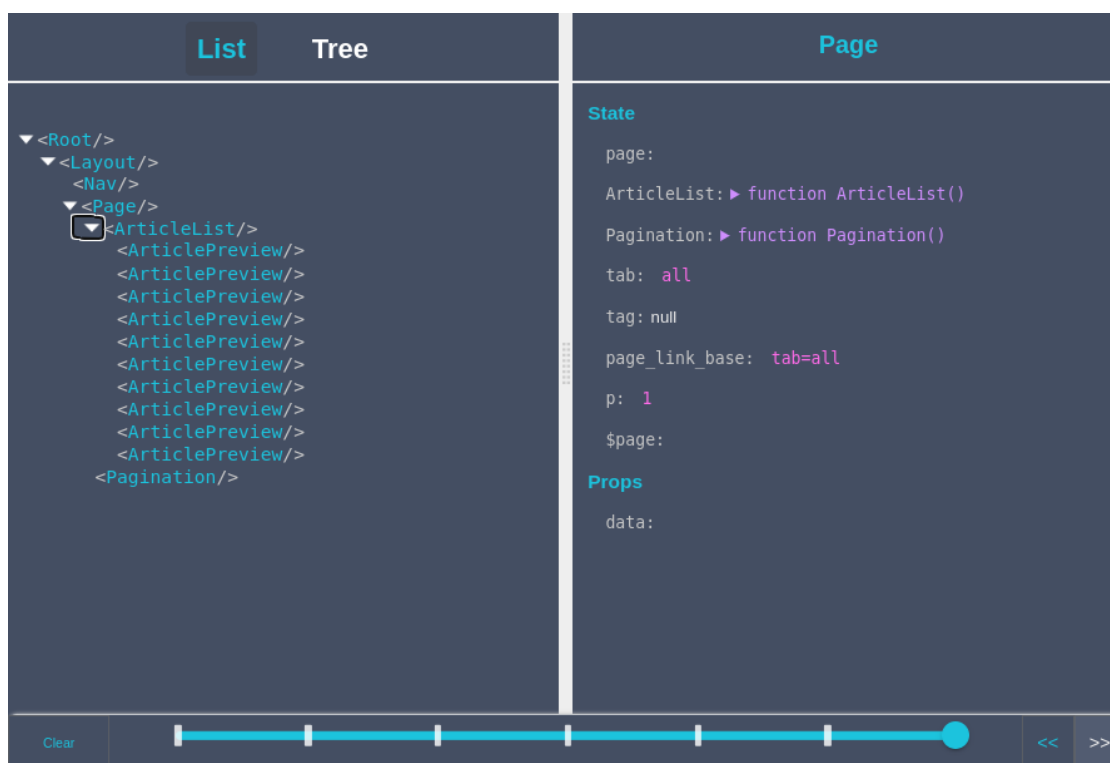 List Tree
<Root/>
<Layout/>
<Nav/>
<Page/>
<ArticleList/>
<ArticlePreview/>
<ArticlePreview/>
<ArticlePreview/>
<ArticlePreview/>
<ArticlePreview/>
<ArticlePreview/>
<ArticlePreview/>
<ArticlePreview/>
<ArticlePreview/>
<ArticlePreview/>
<Pagination/>
Page
State
page:
ArticleList: ▶ function ArticleList()
Pagination: ▶ function Pagination()
tab: all
tag: null
page_link_base: tab=all
p: 1
$page:
Props
data:
Clear << >>